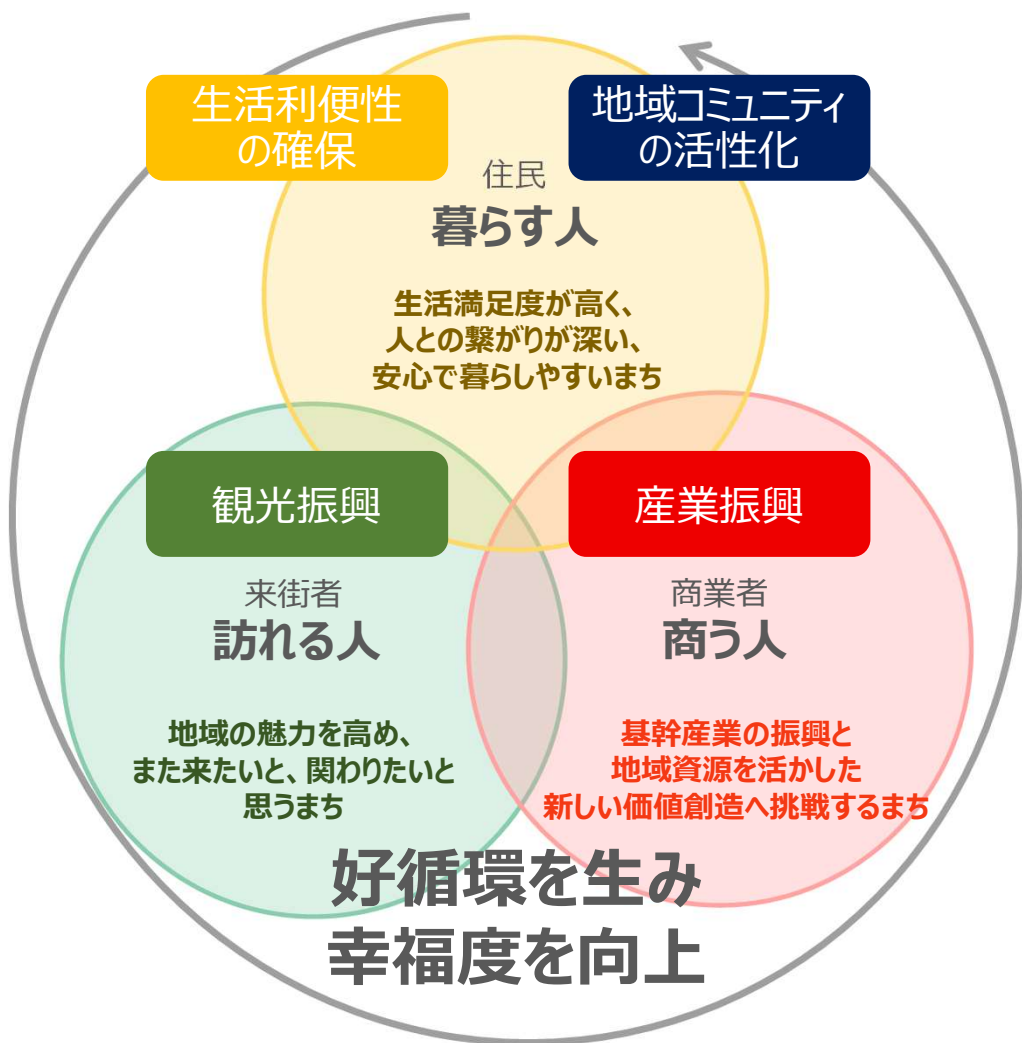 生活利便性
の確保
地域コミュニティ
の活性化
住民
暮らす人
生活満足度が高く、
人との繋がりが深い、
安心で暮らしやすいまち
観光振興
産業振興
来街者
訪れる人
商業者
商う人
地域の魅力を高め、
また来たいと、関わりたいと
思うまち
基幹産業の振興と
地域資源を活かした
新しい価値創造へ挑戦するまち
好循環を生み
幸福度を向上